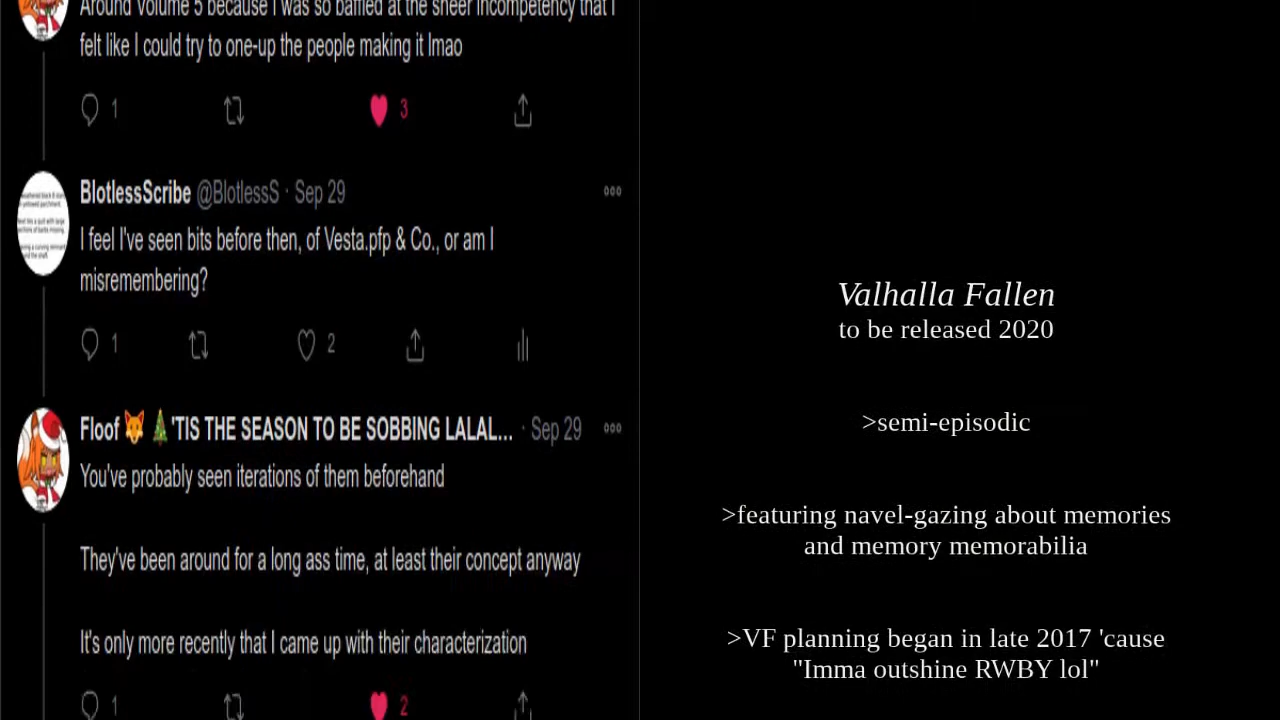 Around Volume 5 because I was so baffled at the sheer incompetency that I
felt like I could try to one-up the people making it lmao
1
3
BlotlessScribe @BlotlessS · Sep 29
I feel I've seen bits before then, of Vesta.pfp & Co., or am I
misremembering?
1
2
Floof 🦊 🎄'TIS THE SEASON TO BE SOBBING LALAL... · Sep 29
You've probably seen iterations of them beforehand
They've been around for a long ass time, at least their concept anyway
It's only more recently that I came up with their characterization
1
2
Valhalla Fallen
to be released 2020
>semi-episodic
>featuring navel-gazing about memories
and memory memorabilia
>VF planning began in late 2017 'cause
"Imma outshine RWBY lol"